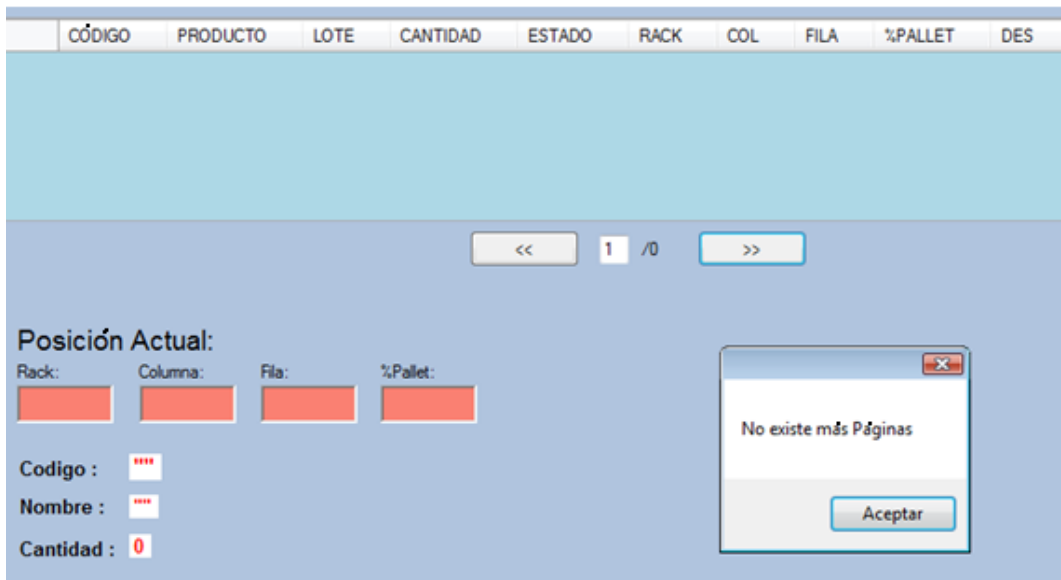 CÓDIGO PRODUCTO LOTE CANTIDAD ESTADO RACK COL FILA %PALLET DES
<< 1 /0 >>
Posición Actual:
Rack: Columna: Fila: %Pallet:
No existe más Páginas
Codigo : """"
Nombre : """"
Aceptar
Cantidad : 0